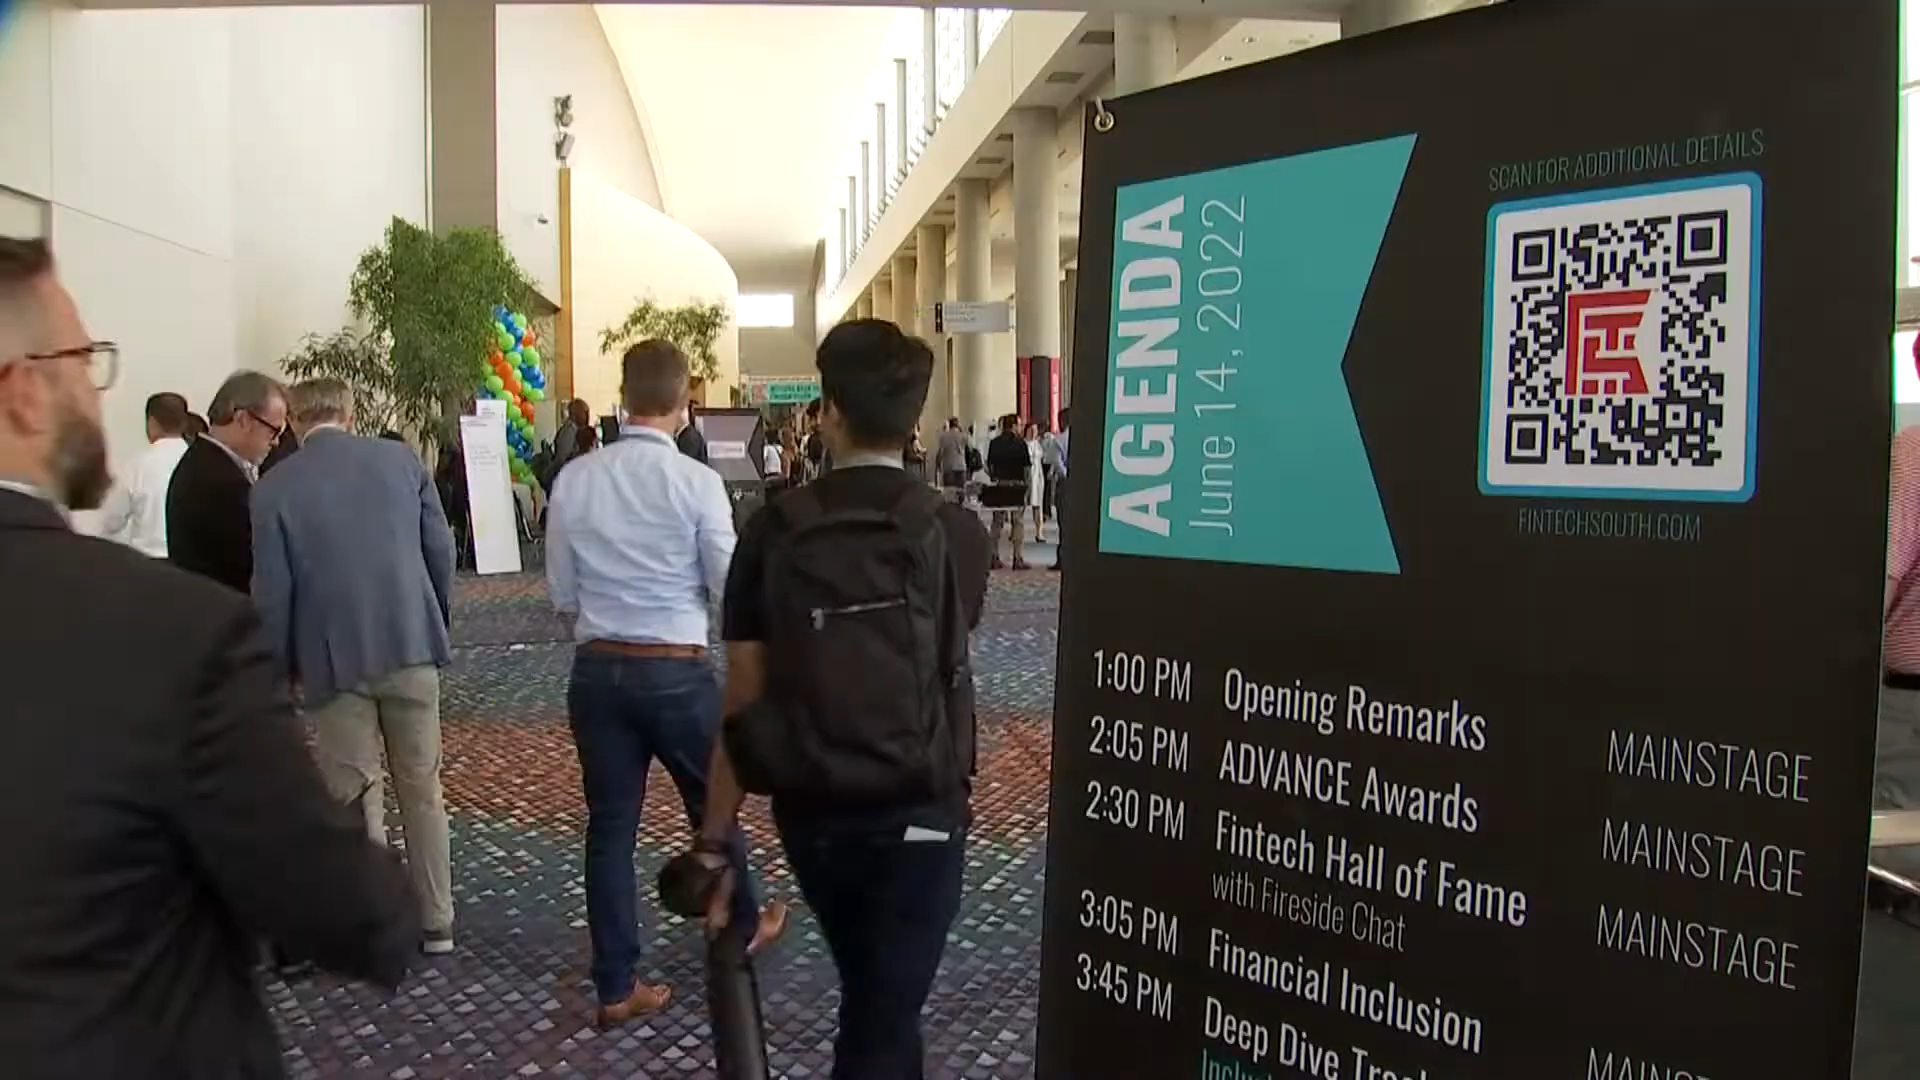 SCAN FOR ADDITIONAL DETAILS
AGENDA
June 14, 2022
FINTECHSOUTH.COM
1:00 PM Opening Remarks MAINSTAGE
2:05 PM ADVANCE Awards MAINSTAGE
2:30 PM Fintech Hall of Fame MAINSTAGE
with Fireside Chat
3:05 PM Financial Inclusion
3:45 PM Deep Dive